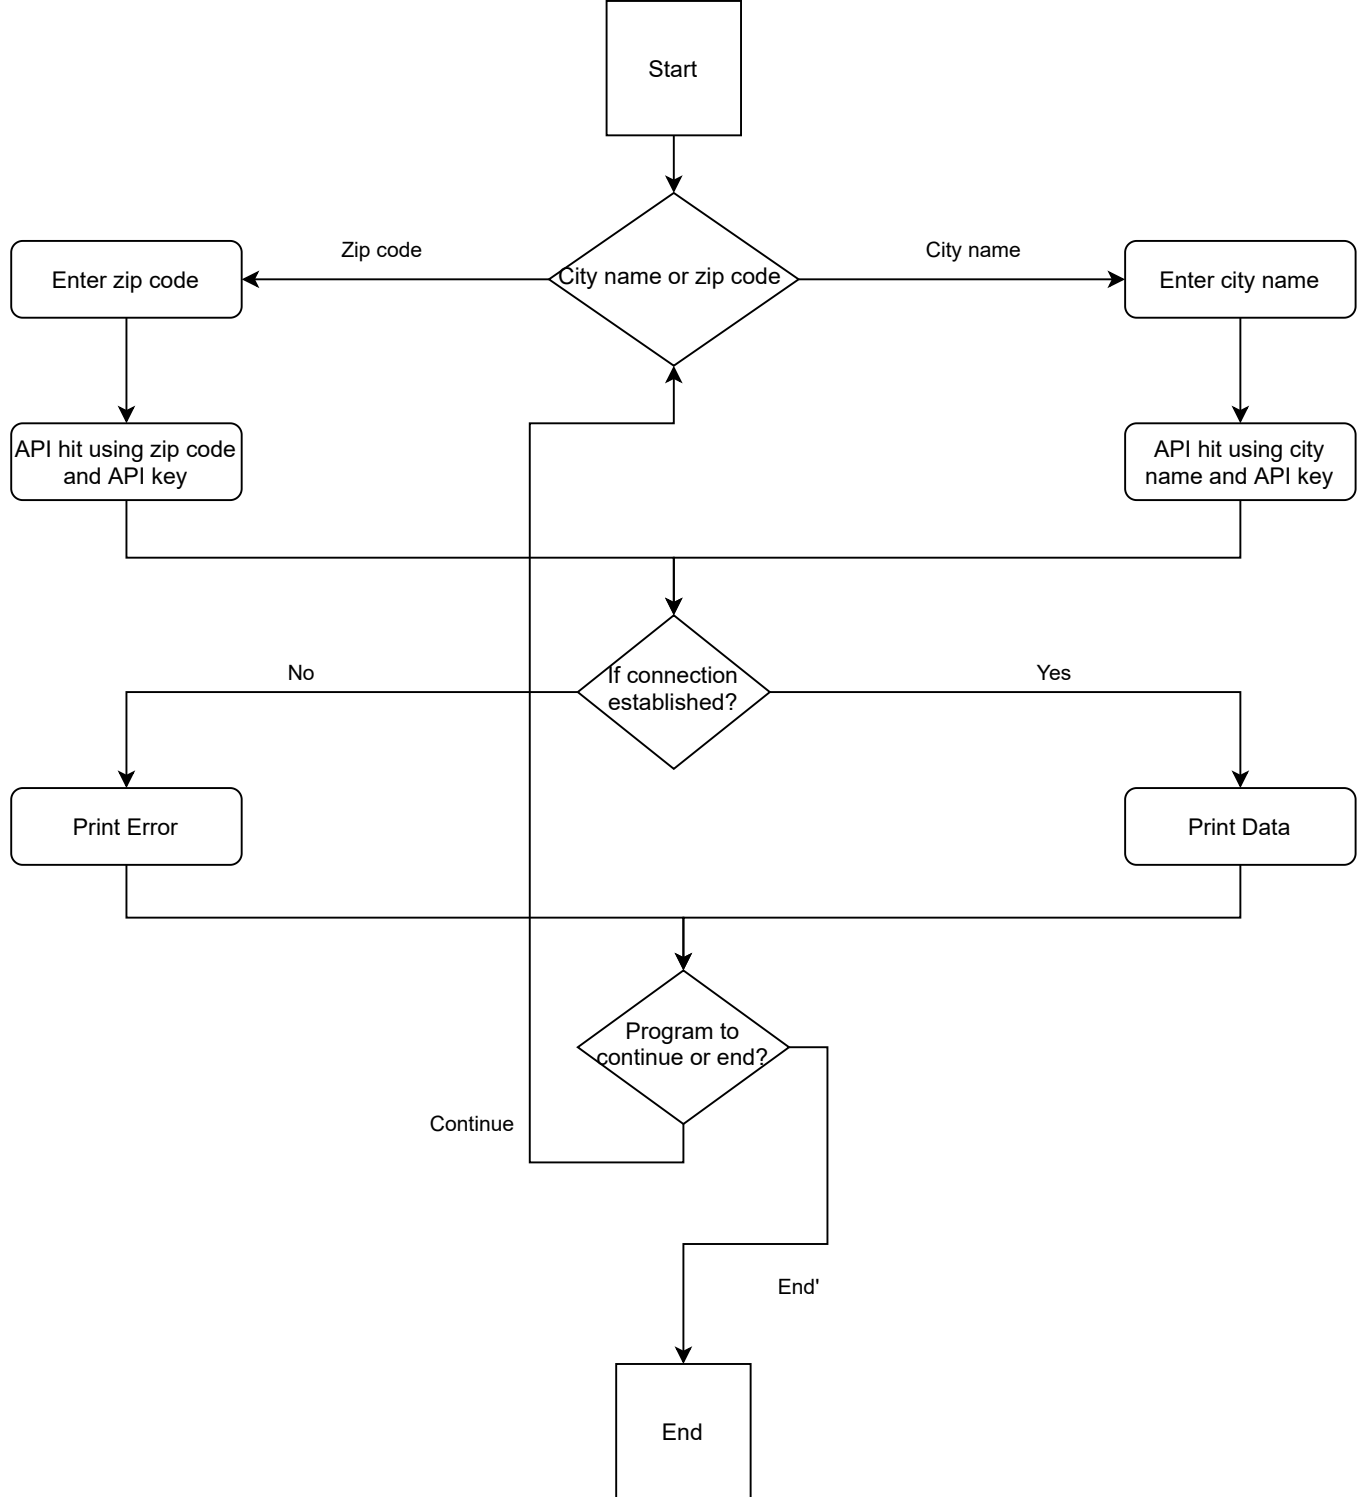 Start
Zip code
City name
Enter zip code
City name or zip code
Enter city name
API hit using zip code
and API key
API hit using city
name and API key
If connection
established?
No
Yes
Print Error
Print Data
Program to
continue or end?
Continue
End'
End